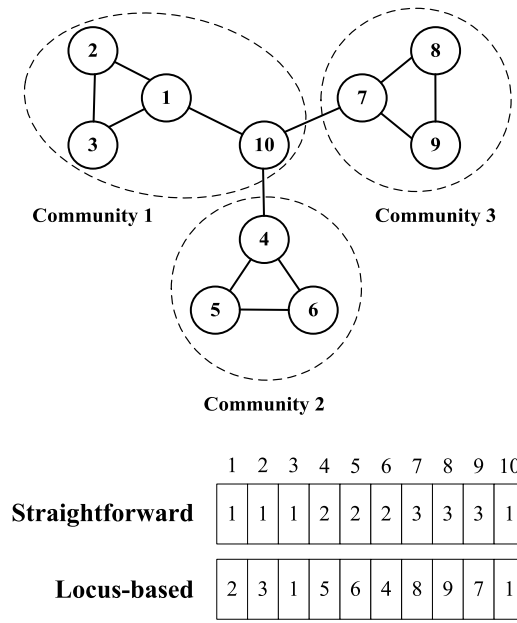 2
8
1
7
3
10
9
Community 1
Community 3
4
5
6
Community 2
1 2 3 4 5 6 7 8 9 10
Straightforward 1 1 1 2 2 2 3 3 3 1
Locus-based 2 3 1 5 6 4 8 9 7 1